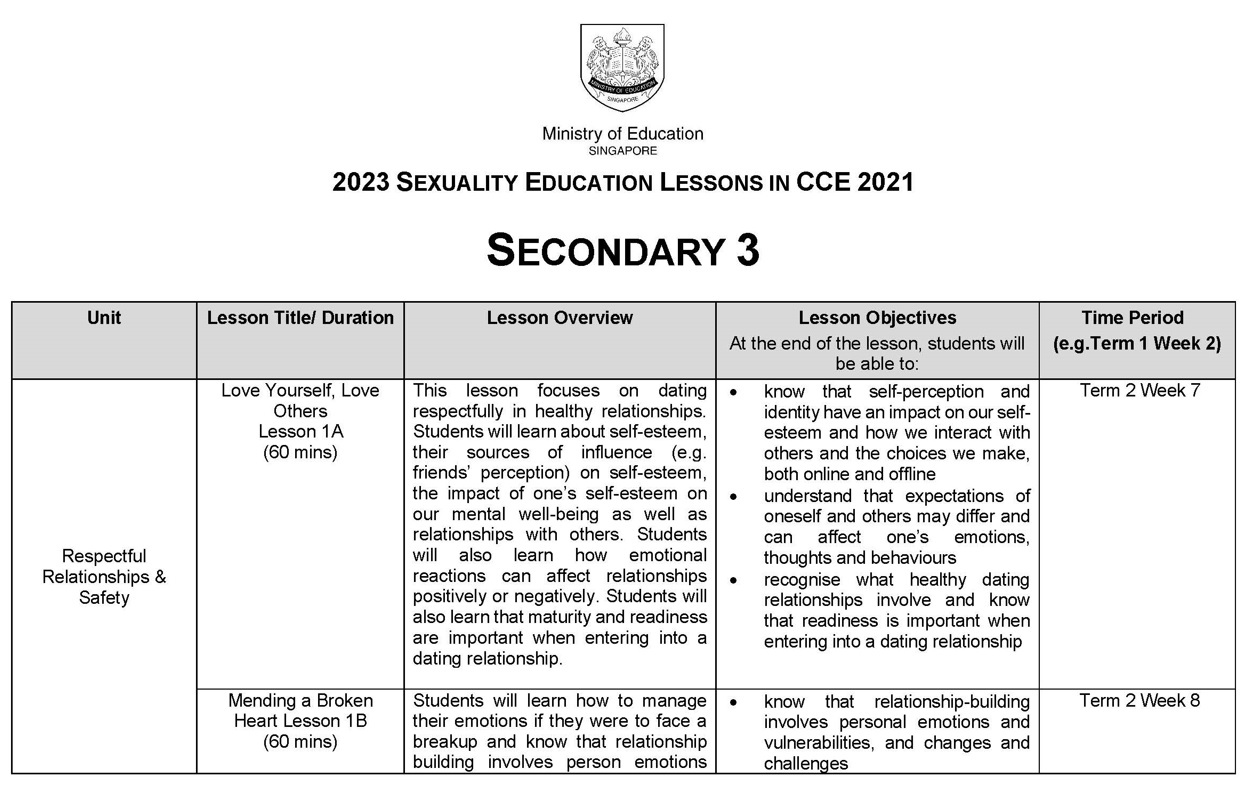 MINISTRY OF EDUCATION
SINGAPORE
Ministry of Education
SINGAPORE
2023 SEXUALITY EDUCATION LESSONS IN CCE 2021
SECONDARY 3
Unit
Lesson Title/ Duration
Lesson Overview
Lesson Objectives
At the end of the lesson, students will
be able to:
Time Period
(e.g.Term 1 Week 2)
Respectful
Relationships &
Safety
Love Yourself, Love
Others
Lesson 1A
(60 mins)
This lesson focuses on dating
respectfully in healthy relationships.
Students will learn about self-esteem,
their sources of influence (e.g.
friends' perception) on self-esteem,
the impact of one's self-esteem on
our mental well-being as well as
relationships with others. Students
will also learn how emotional
reactions can affect relationships
positively or negatively. Students will
also learn that maturity and readiness
are important when entering into a
dating relationship.
• know that self-perception and
identity have an impact on our self-
esteem and how we interact with
others and the choices we make,
both online and offline
• understand that expectations of
oneself and others may differ and
can affect one's emotions,
thoughts and behaviours
• recognise what healthy dating
relationships involve and know
that readiness is important when
entering into a dating relationship
Term 2 Week 7
Mending a Broken
Heart Lesson 1B
(60 mins)
Students will learn how to manage
their emotions if they were to face a
breakup and know that relationship
building involves person emotions
• know that relationship-building
involves personal emotions and
vulnerabilities, and changes and
challenges
Term 2 Week 8